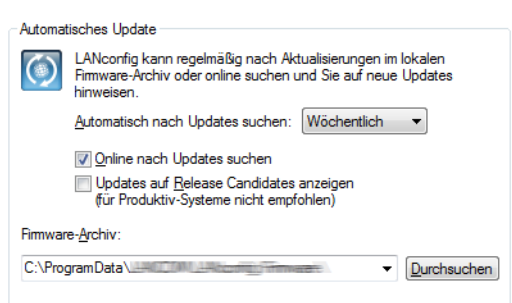 Automatisches Update
LANconfig kann regelmäßig nach Aktualisierungen im lokalen
Firmware-Archiv oder online suchen und Sie auf neue Updates
hinweisen.
Automatisch nach Updates suchen: Wöchentlich
Online nach Updates suchen
Updates auf Release Candidates anzeigen
(für Produktiv-Systeme nicht empfohlen)
Firmware-Archiv:
C:\ProgramData\ Durchsuchen